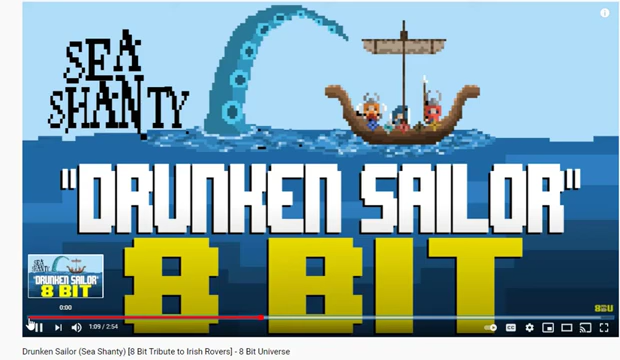 SEA
SHANTY
"DRUNKEN SAILOR"
8 BIT
SEA
SHANTY
"DRUNKEN SAILOR"
8 BIT
0:00
8BU
1:09 / 2:54
CC
Drunken Sailor (Sea Shanty) [8 Bit Tribute to Irish Rovers] - 8 Bit Universe